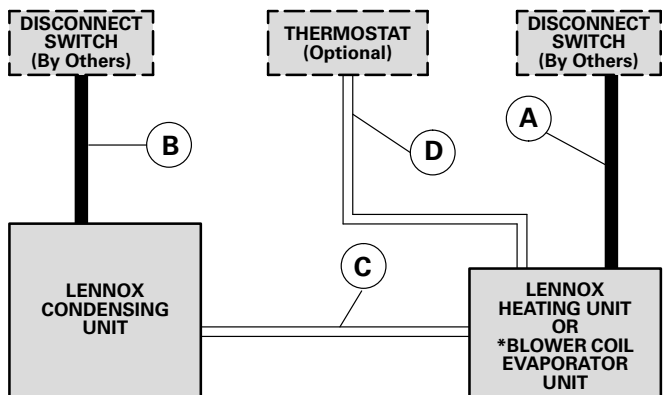 DISCONNECT
SWITCH
(By Others)
THERMOSTAT
(Optional)
DISCONNECT
SWITCH
(By Others)
B
D
A
C
LENNOX
CONDENSING
UNIT
LENNOX
HEATING UNIT
OR
*BLOWER COIL
EVAPORATOR
UNIT